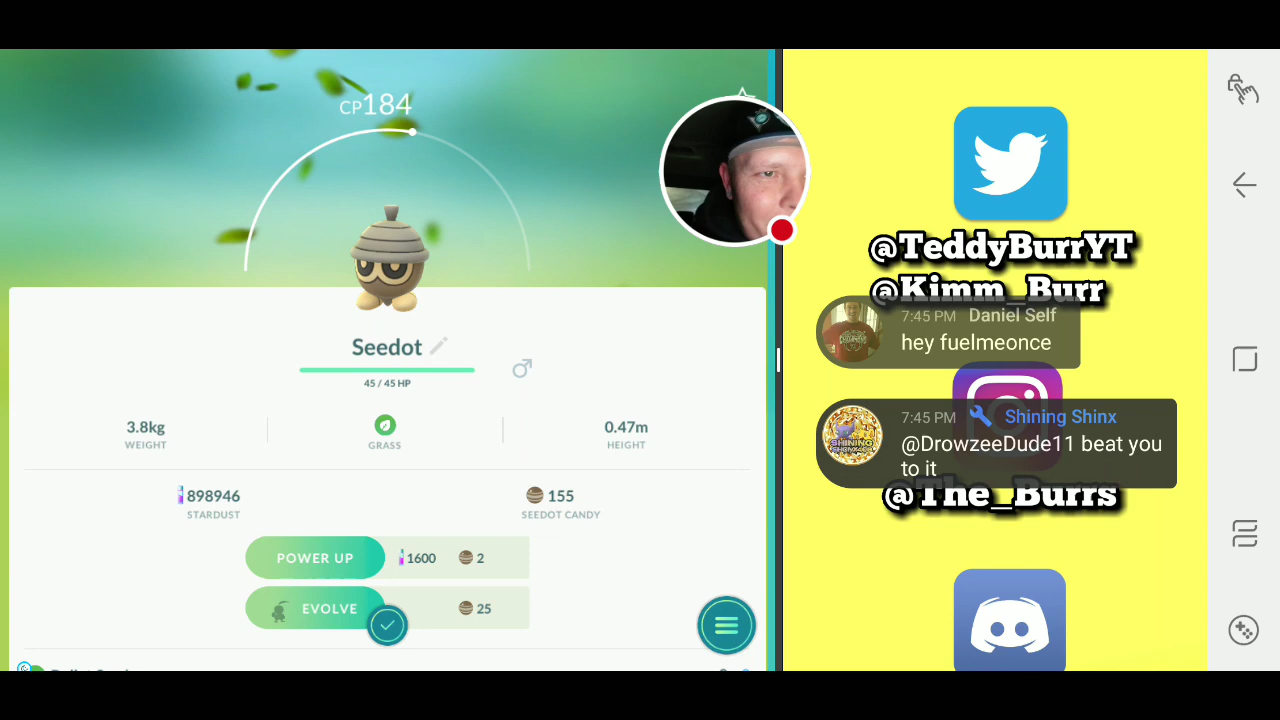 CP184
Seedot
45 / 45 HP
3.8kg
WEIGHT
GRASS
0.47m
HEIGHT
898946
STARDUST
155
SEEDOT CANDY
POWER UP
1600
2
EVOLVE
25
@TeddyBurrYT
@Kimm_Burr
7:45 PM Daniel Self
hey fuelmeonce
7:45 PM Shining Shinx
@DrowzeeDude11 beat you
to it
@The_Burrs